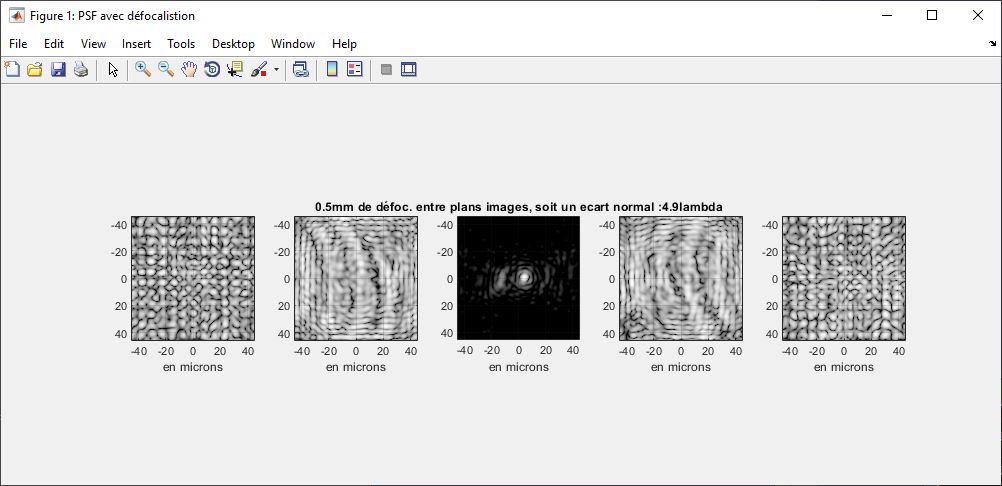 Figure 1: PSF avec défocalistion
File Edit View Insert Tools Desktop Window Help
0.5mm de défoc. entre plans images, soit un ecart normal :4.9lambda
-40 -40 -40 -40 -40
-20 -20 -20 -20 -20
0 0 0 0 0
20 20 20 20 20
40 40 40 40 40
-40 -20 0 20 40 -40 -20 0 20 40 -40 -20 0 20 40 -40 -20 0 20 40 -40 -20 0 20 40
en microns en microns en microns en microns en microns